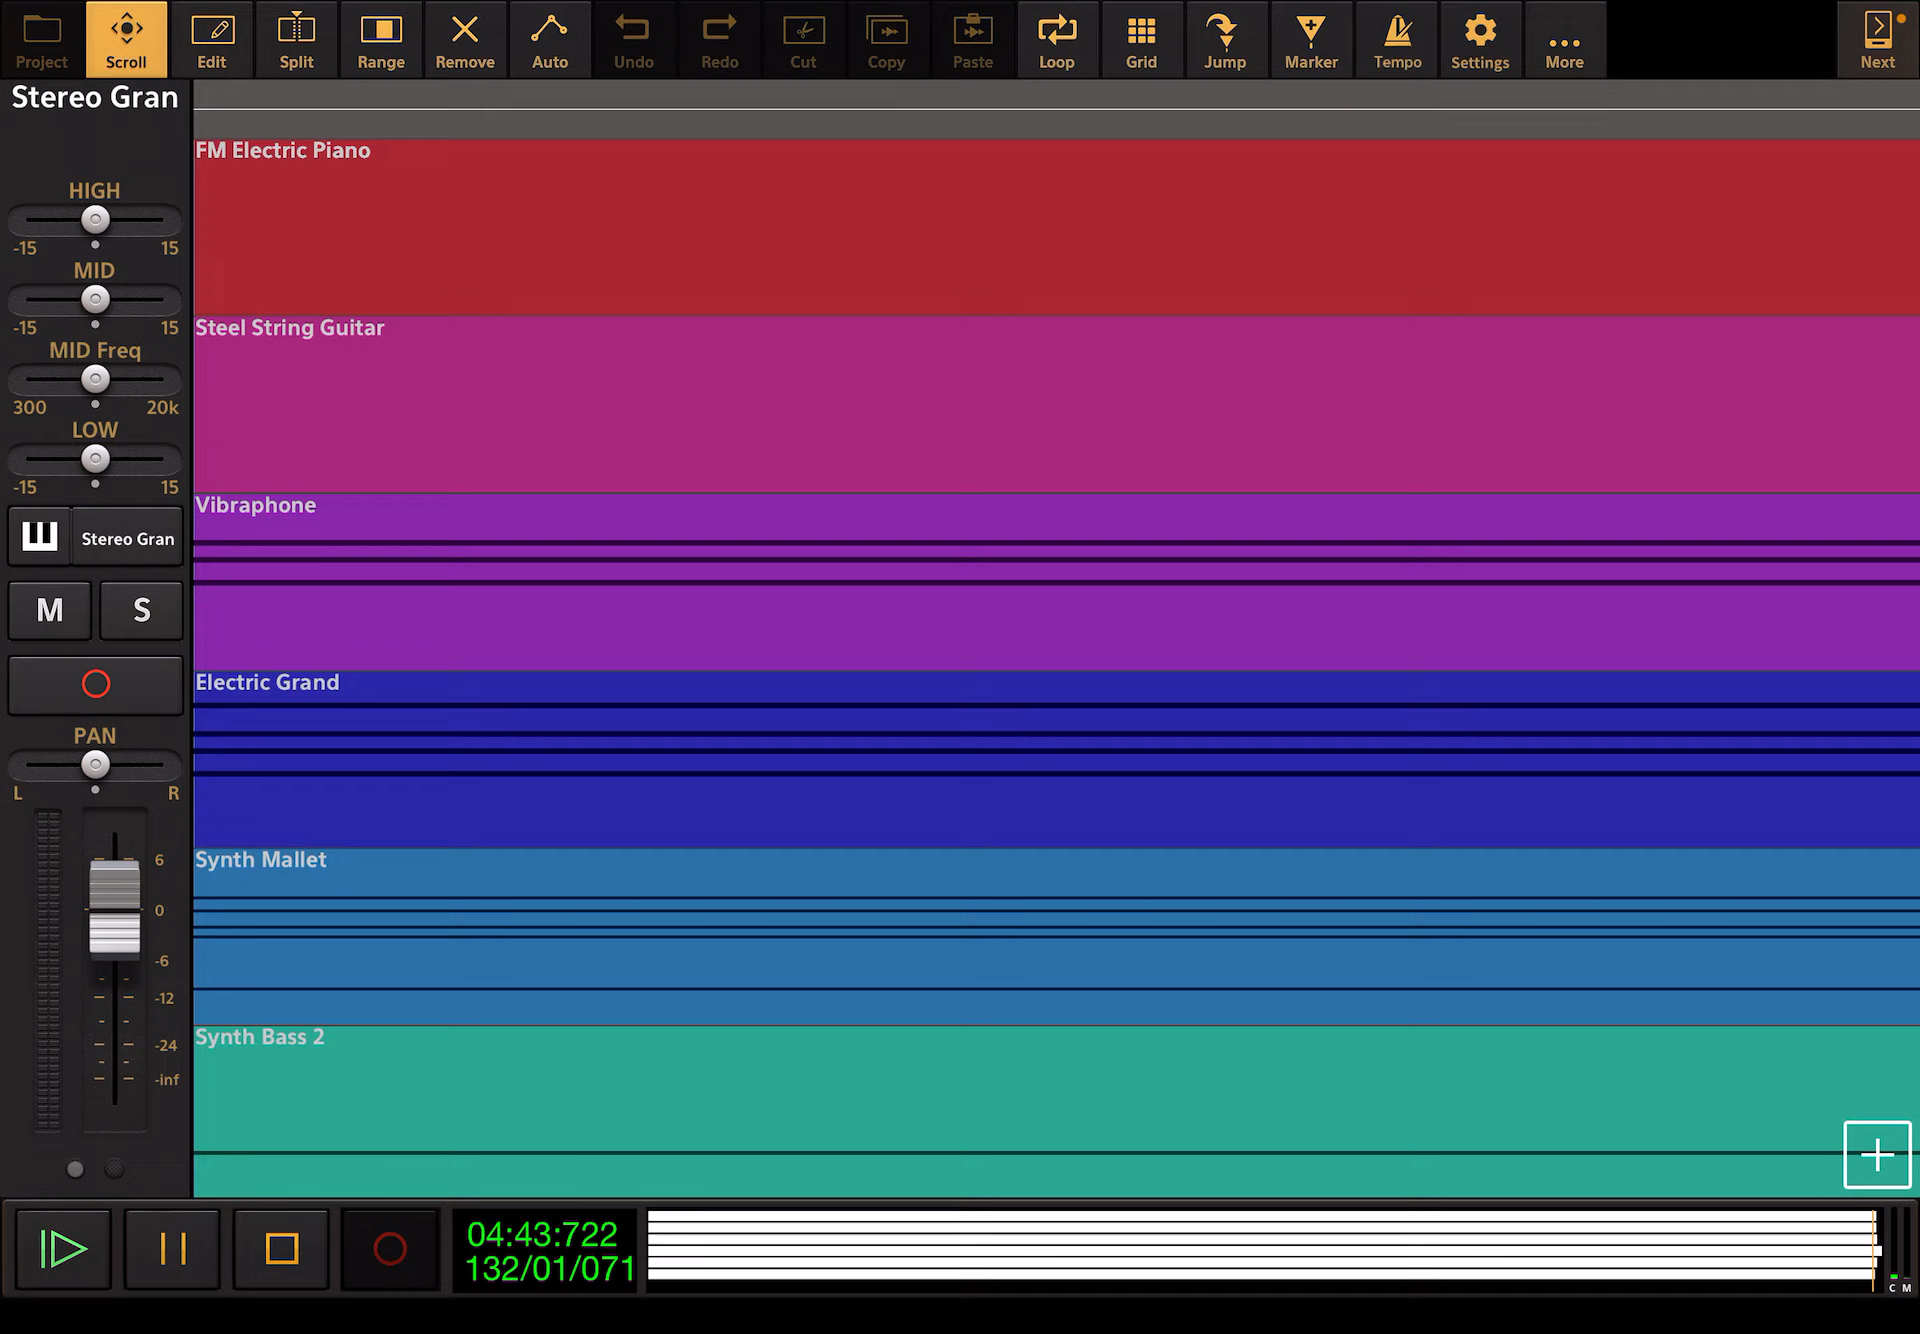 Project Scroll Edit Split Range Remove Auto Undo Redo Cut Copy Paste Loop Grid Jump Marker Tempo Settings More Next
Stereo Gran
HIGH
-15 15
MID
-15 15
MID Freq
300 20k
LOW
-15 15
Stereo Gran
M S
PAN
L R
6
0
-6
-12
-24
-inf
FM Electric Piano
Steel String Guitar
Vibraphone
Electric Grand
Synth Mallet
Synth Bass 2
04:43:722
132/01/071
C M